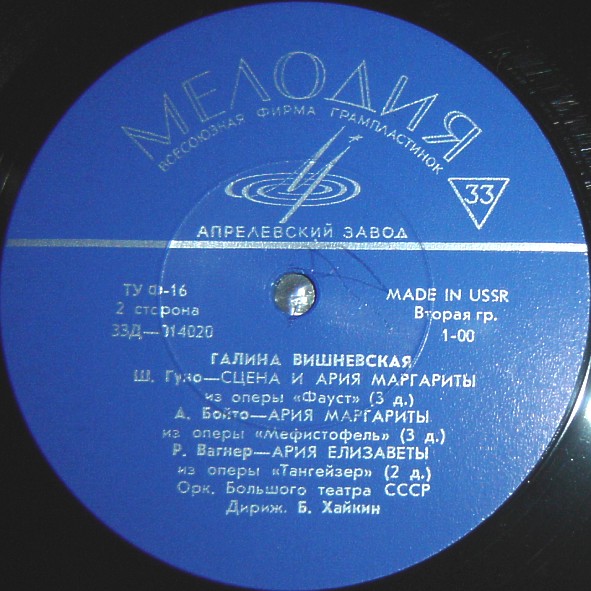 МЕЛОДИЯ
ВСЕСОЮЗНАЯ ФИРМА ГРАМПЛАСТИНОК
33
АПРЕЛЕВСКИЙ ЗАВОД
ТУ Ф-16
2 сторона
33Д—014020
MADE IN USSR
Вторая гр.
1-00
ГАЛИНА ВИШНЕВСКАЯ
Ш. Гуно—СЦЕНА И АРИЯ МАРГАРИТЫ
из оперы «Фауст» (3 д.)
А. Бойто—АРИЯ МАРГАРИТЫ
из оперы «Мефистофель» (3 д.)
Р. Вагнер—АРИЯ ЕЛИЗАВЕТЫ
из оперы «Тангейзер» (2 д.)
Орк. Большого театра СССР
Дириж. Б. Хайкин